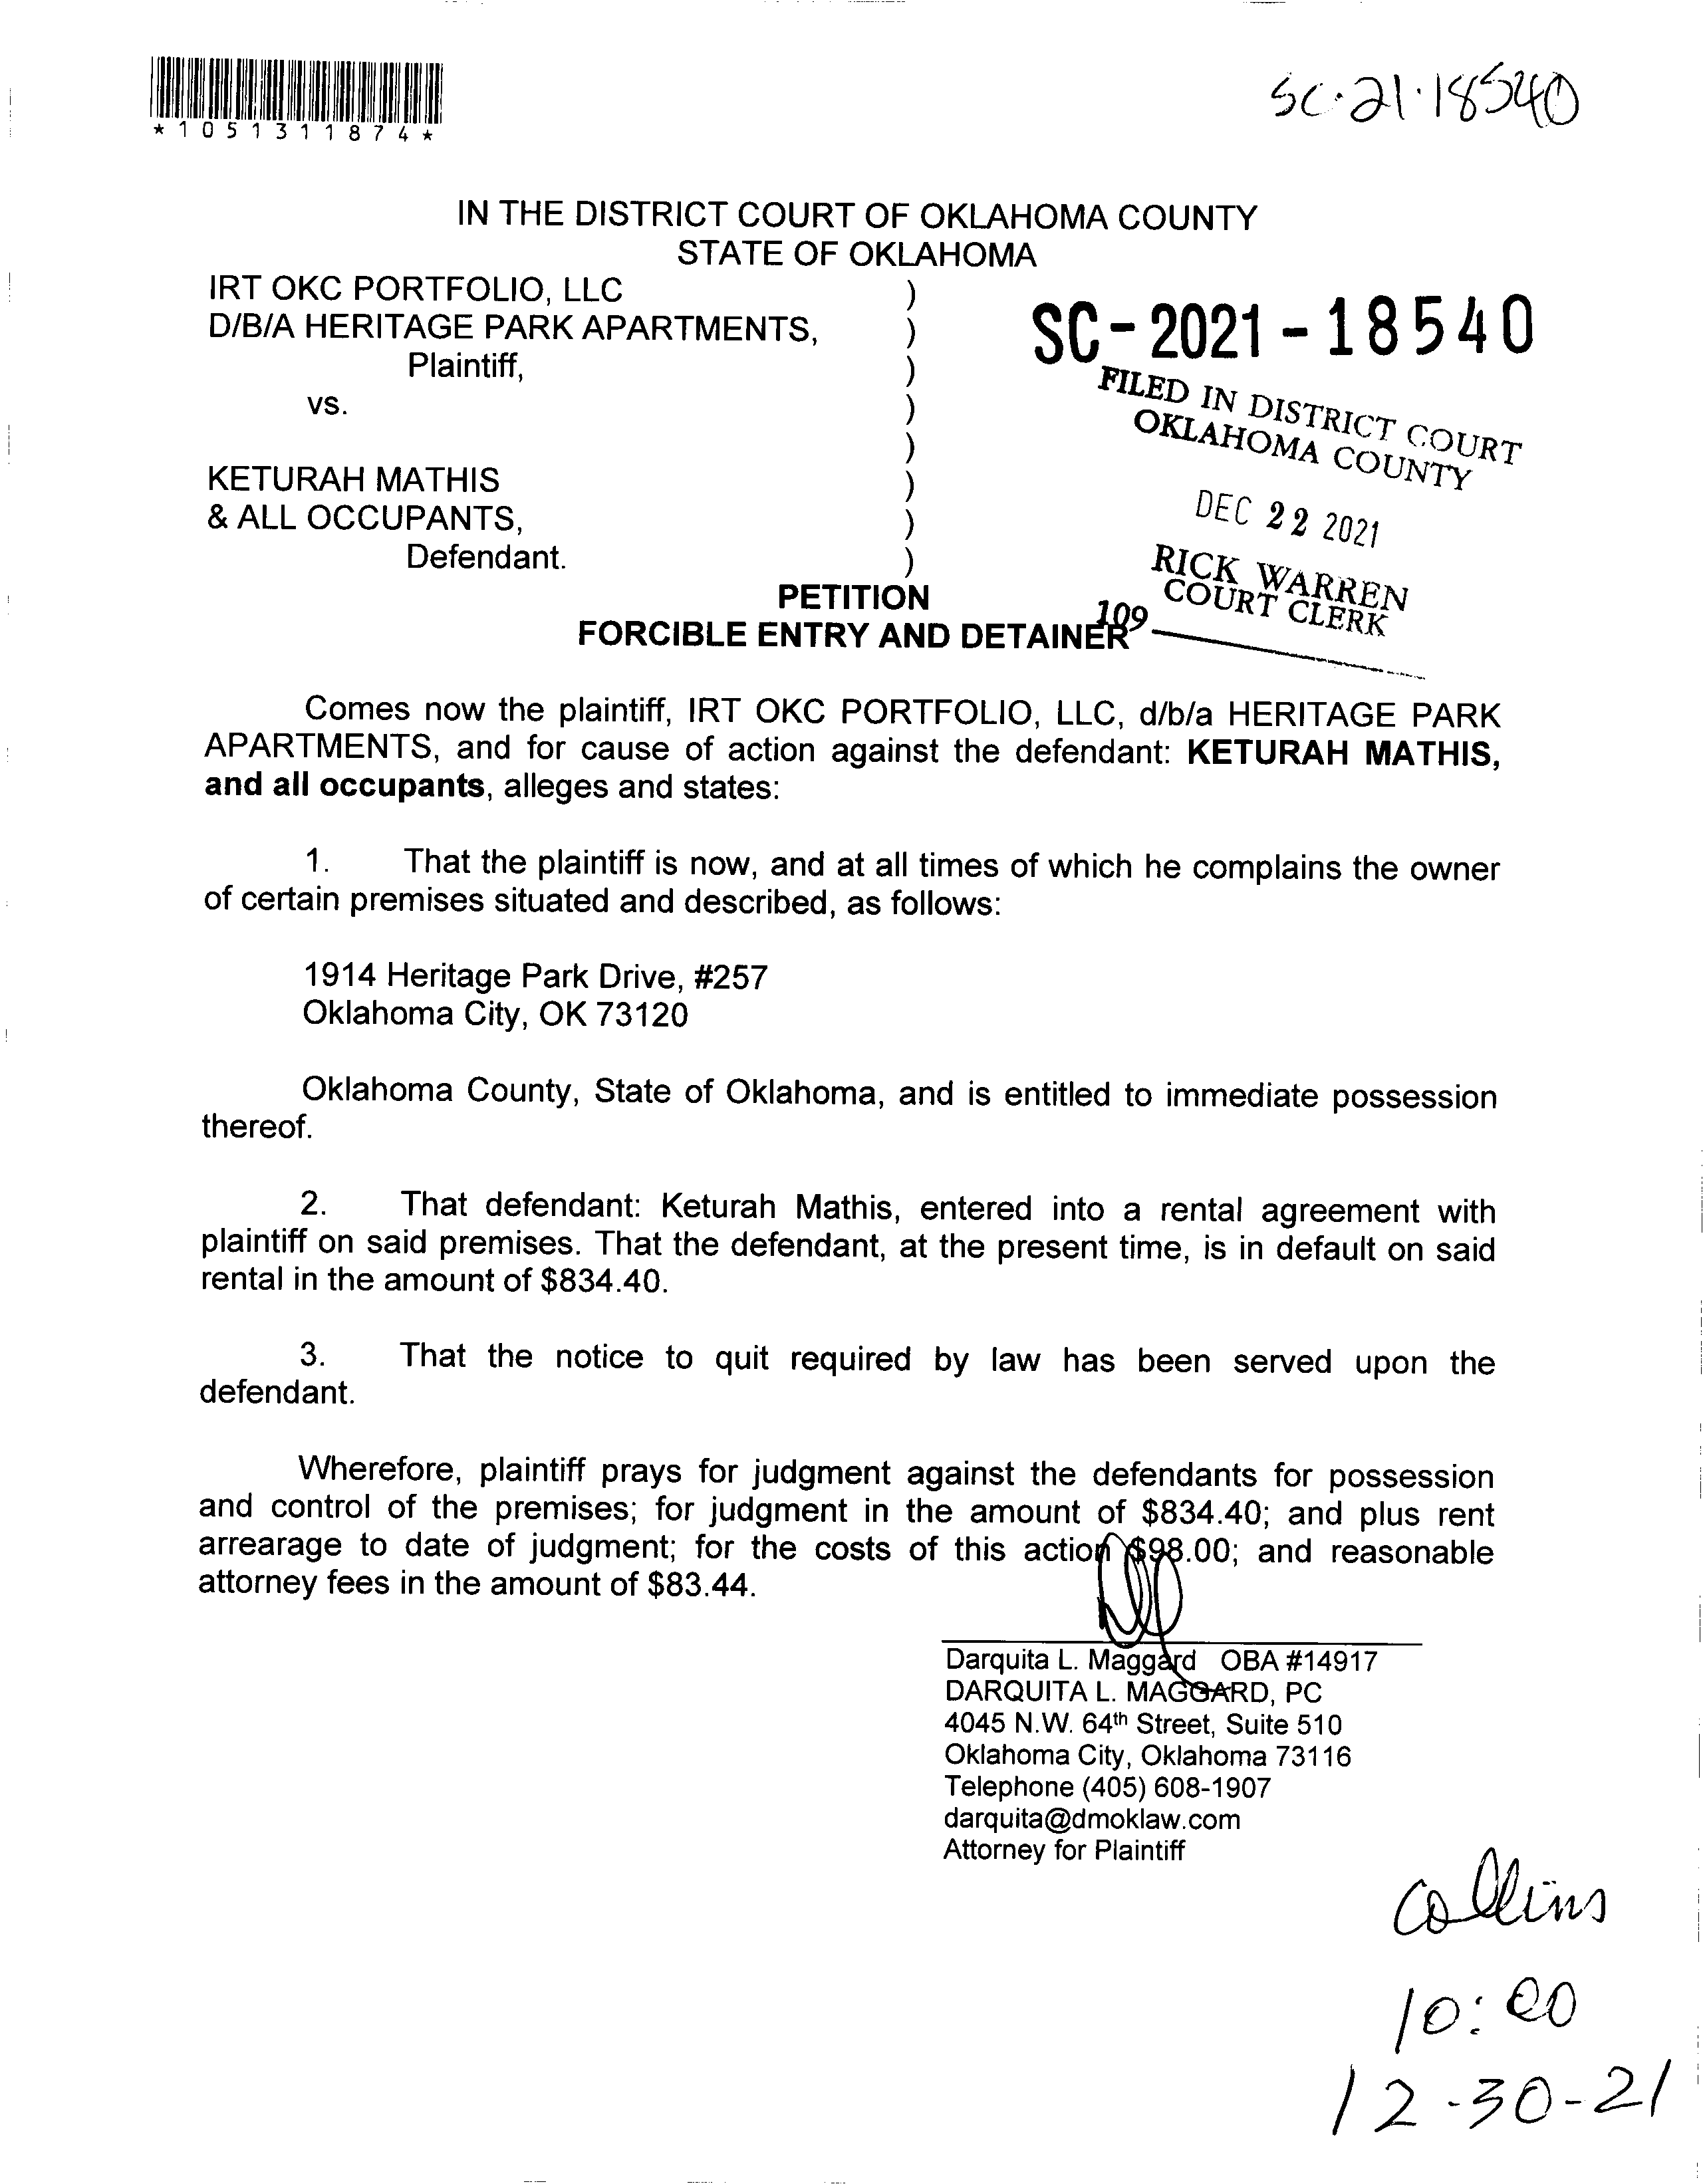 *1051311874*
SC-21-18540
IN THE DISTRICT COURT OF OKLAHOMA COUNTY
STATE OF OKLAHOMA
IRT OKC PORTFOLIO, LLC )
D/B/A HERITAGE PARK APARTMENTS, )
Plaintiff, )
vs. )
)
KETURAH MATHIS )
& ALL OCCUPANTS, )
Defendant. )
SC-2021-18540
FILED IN DISTRICT COURT
OKLAHOMA COUNTY
DEC 22 2021
RICK WARREN
COURT CLERK
109
PETITION
FORCIBLE ENTRY AND DETAINER
Comes now the plaintiff, IRT OKC PORTFOLIO, LLC, d/b/a HERITAGE PARK
APARTMENTS, and for cause of action against the defendant: KETURAH MATHIS,
and all occupants, alleges and states:
1. That the plaintiff is now, and at all times of which he complains the owner
of certain premises situated and described, as follows:
1914 Heritage Park Drive, #257
Oklahoma City, OK 73120
Oklahoma County, State of Oklahoma, and is entitled to immediate possession
thereof.
2. That defendant: Keturah Mathis, entered into a rental agreement with
plaintiff on said premises. That the defendant, at the present time, is in default on said
rental in the amount of $834.40.
3. That the notice to quit required by law has been served upon the
defendant.
Wherefore, plaintiff prays for judgment against the defendants for possession
and control of the premises; for judgment in the amount of $834.40; and plus rent
arrearage to date of judgment; for the costs of this action $98.00; and reasonable
attorney fees in the amount of $83.44.
Darquita L. Maggard OBA #14917
DARQUITA L. MAGGARD, PC
4045 N.W. 64th Street, Suite 510
Oklahoma City, Oklahoma 73116
Telephone (405) 608-1907
darquita@dmoklaw.com
Attorney for Plaintiff
Collins
10:00
12-30-21